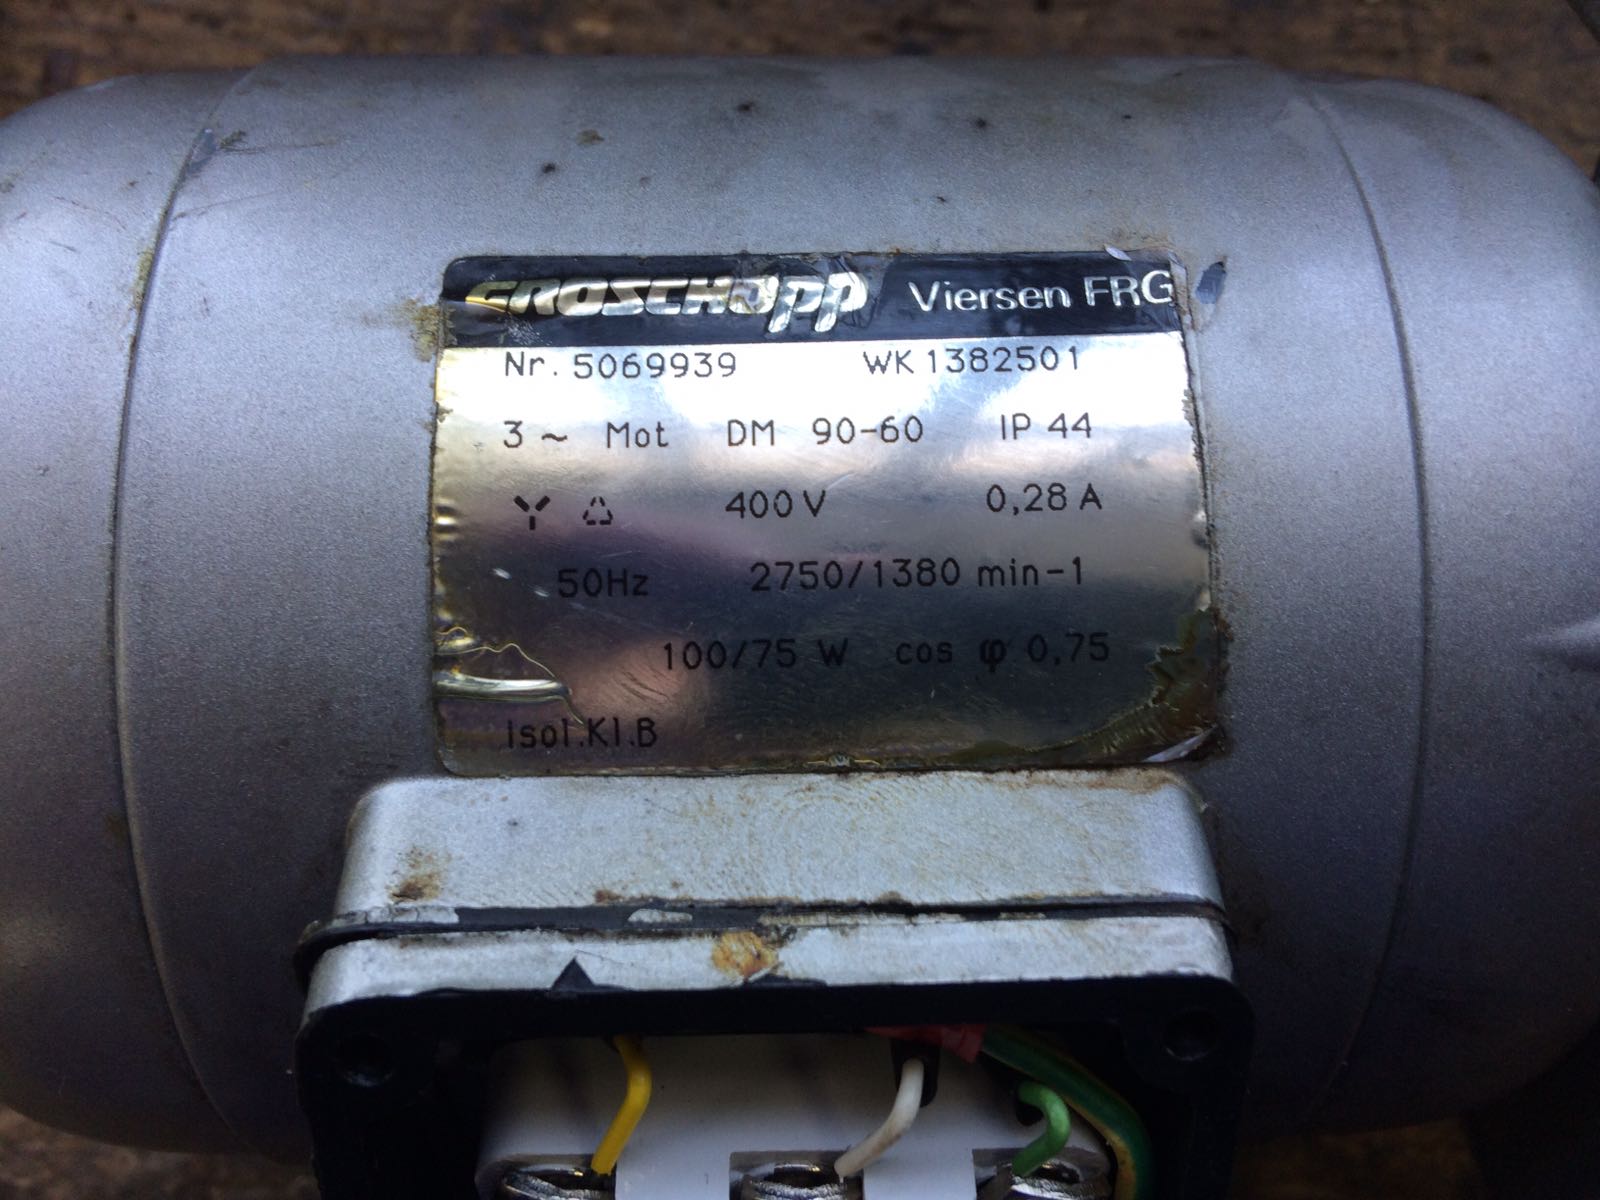 GROSCHOPP Viersen FRG
Nr. 5069939 WK 1382501
3 ~ Mot DM 90-60 IP 44
Y △ 400 V 0,28 A
50Hz 2750/1380 min-1
100/75 W cos φ 0,75
Isol.Kl.B